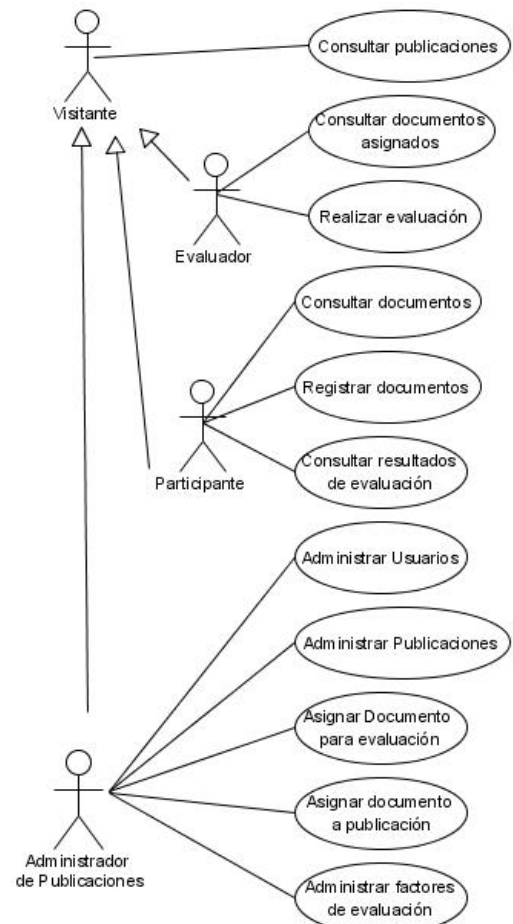 Consultar publicaciones
Visitante
Consultar documentos
asignados
Realizar evaluación
Evaluador
Consultar documentos
Registrar documentos
Consultar resultados
de evaluación
Participante
Administrar Usuarios
Administrar Publicaciones
Asignar Documento
para evaluación
Asignar documento
a publicación
Administrador
de Publicaciones
Administrar factores
de evaluación